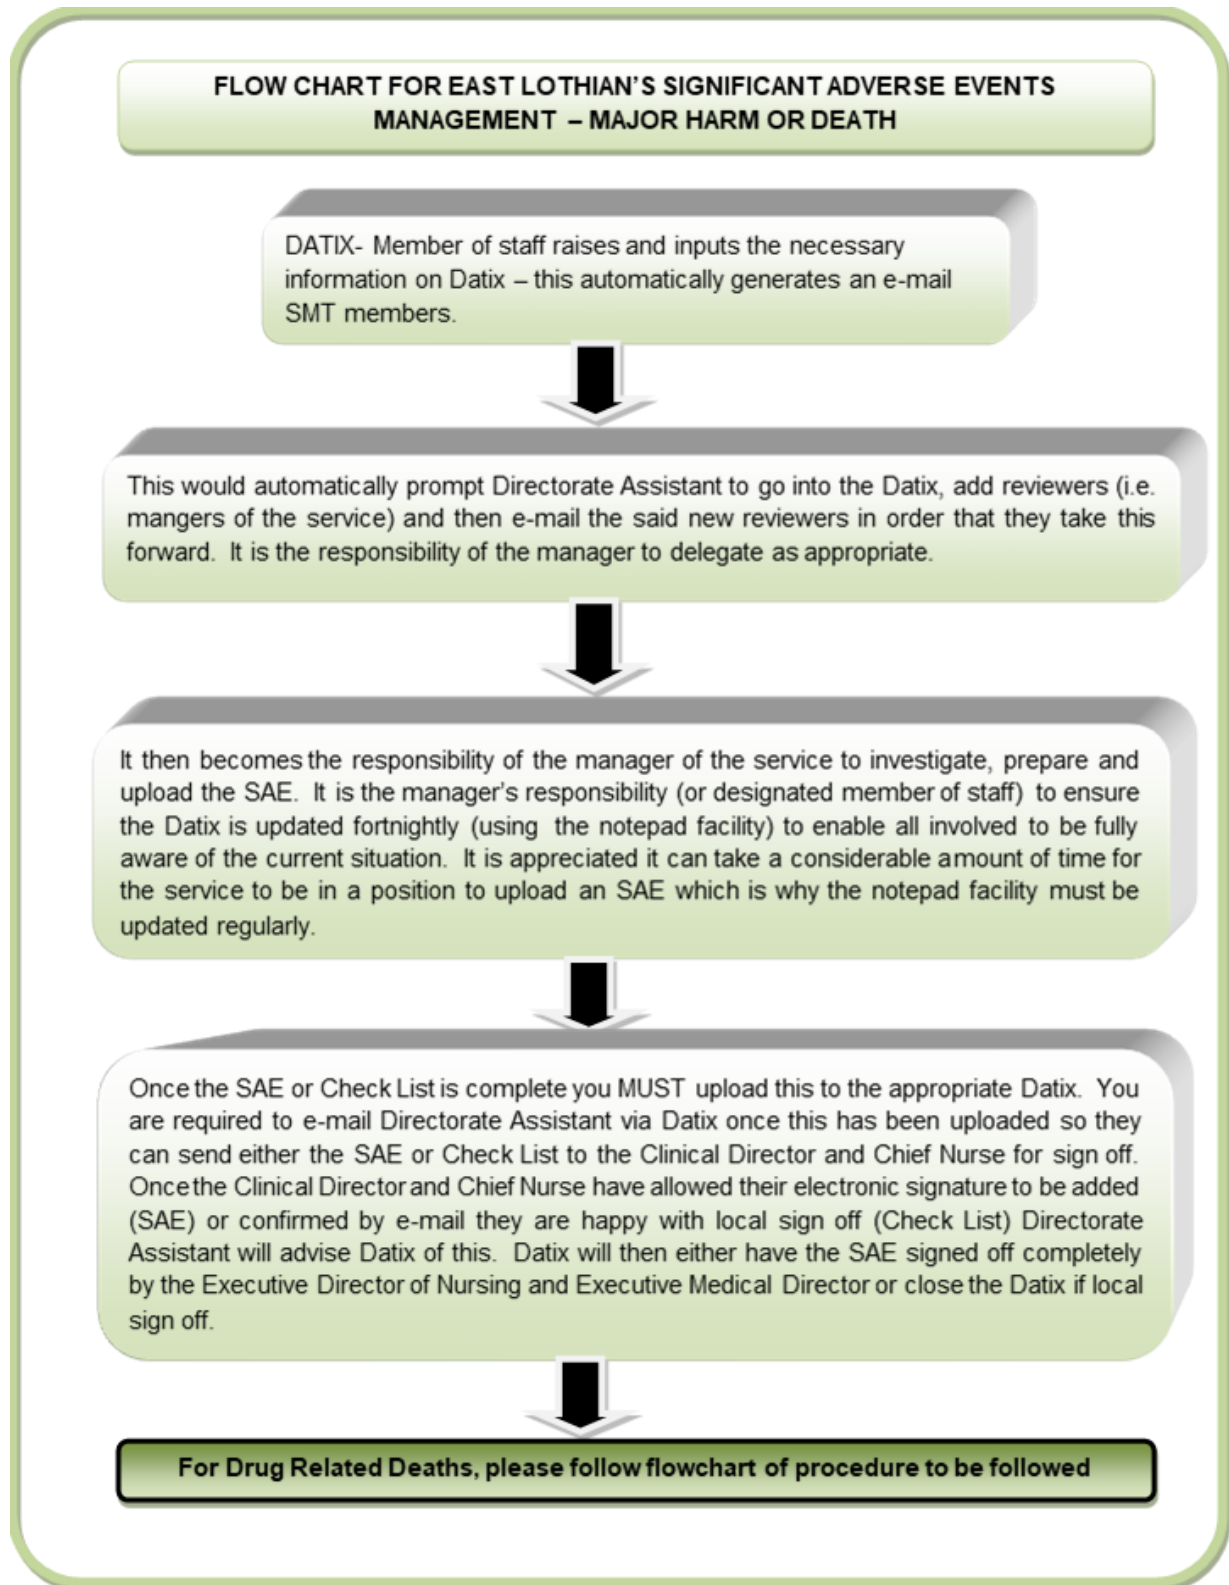 FLOW CHART FOR EAST LOTHIAN’S SIGNIFICANT ADVERSE EVENTS
MANAGEMENT – MAJOR HARM OR DEATH
DATIX- Member of staff raises and inputs the necessary
information on Datix – this automatically generates an e-mail
SMT members.
This would automatically prompt Directorate Assistant to go into the Datix, add reviewers (i.e.
mangers of the service) and then e-mail the said new reviewers in order that they take this
forward. It is the responsibility of the manager to delegate as appropriate.
It then becomes the responsibility of the manager of the service to investigate, prepare and
upload the SAE. It is the manager’s responsibility (or designated member of staff) to ensure
the Datix is updated fortnightly (using the notepad facility) to enable all involved to be fully
aware of the current situation. It is appreciated it can take a considerable amount of time for
the service to be in a position to upload an SAE which is why the notepad facility must be
updated regularly.
Once the SAE or Check List is complete you MUST upload this to the appropriate Datix. You
are required to e-mail Directorate Assistant via Datix once this has been uploaded so they
can send either the SAE or Check List to the Clinical Director and Chief Nurse for sign off.
Once the Clinical Director and Chief Nurse have allowed their electronic signature to be added
(SAE) or confirmed by e-mail they are happy with local sign off (Check List) Directorate
Assistant will advise Datix of this. Datix will then either have the SAE signed off completely
by the Executive Director of Nursing and Executive Medical Director or close the Datix if local
sign off.
For Drug Related Deaths, please follow flowchart of procedure to be followed